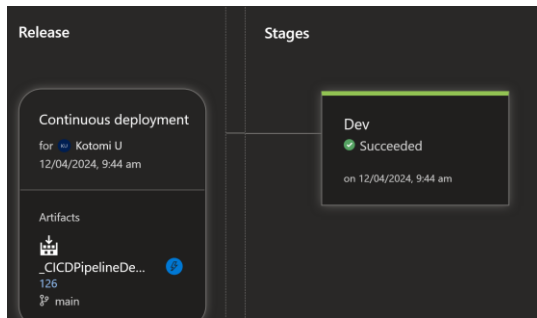 Release
Stages
Continuous deployment
for KU Kotomi U
12/04/2024, 9:44 am
Artifacts
_CICDPipelineDe...
126
main
Dev
Succeeded
on 12/04/2024, 9:44 am